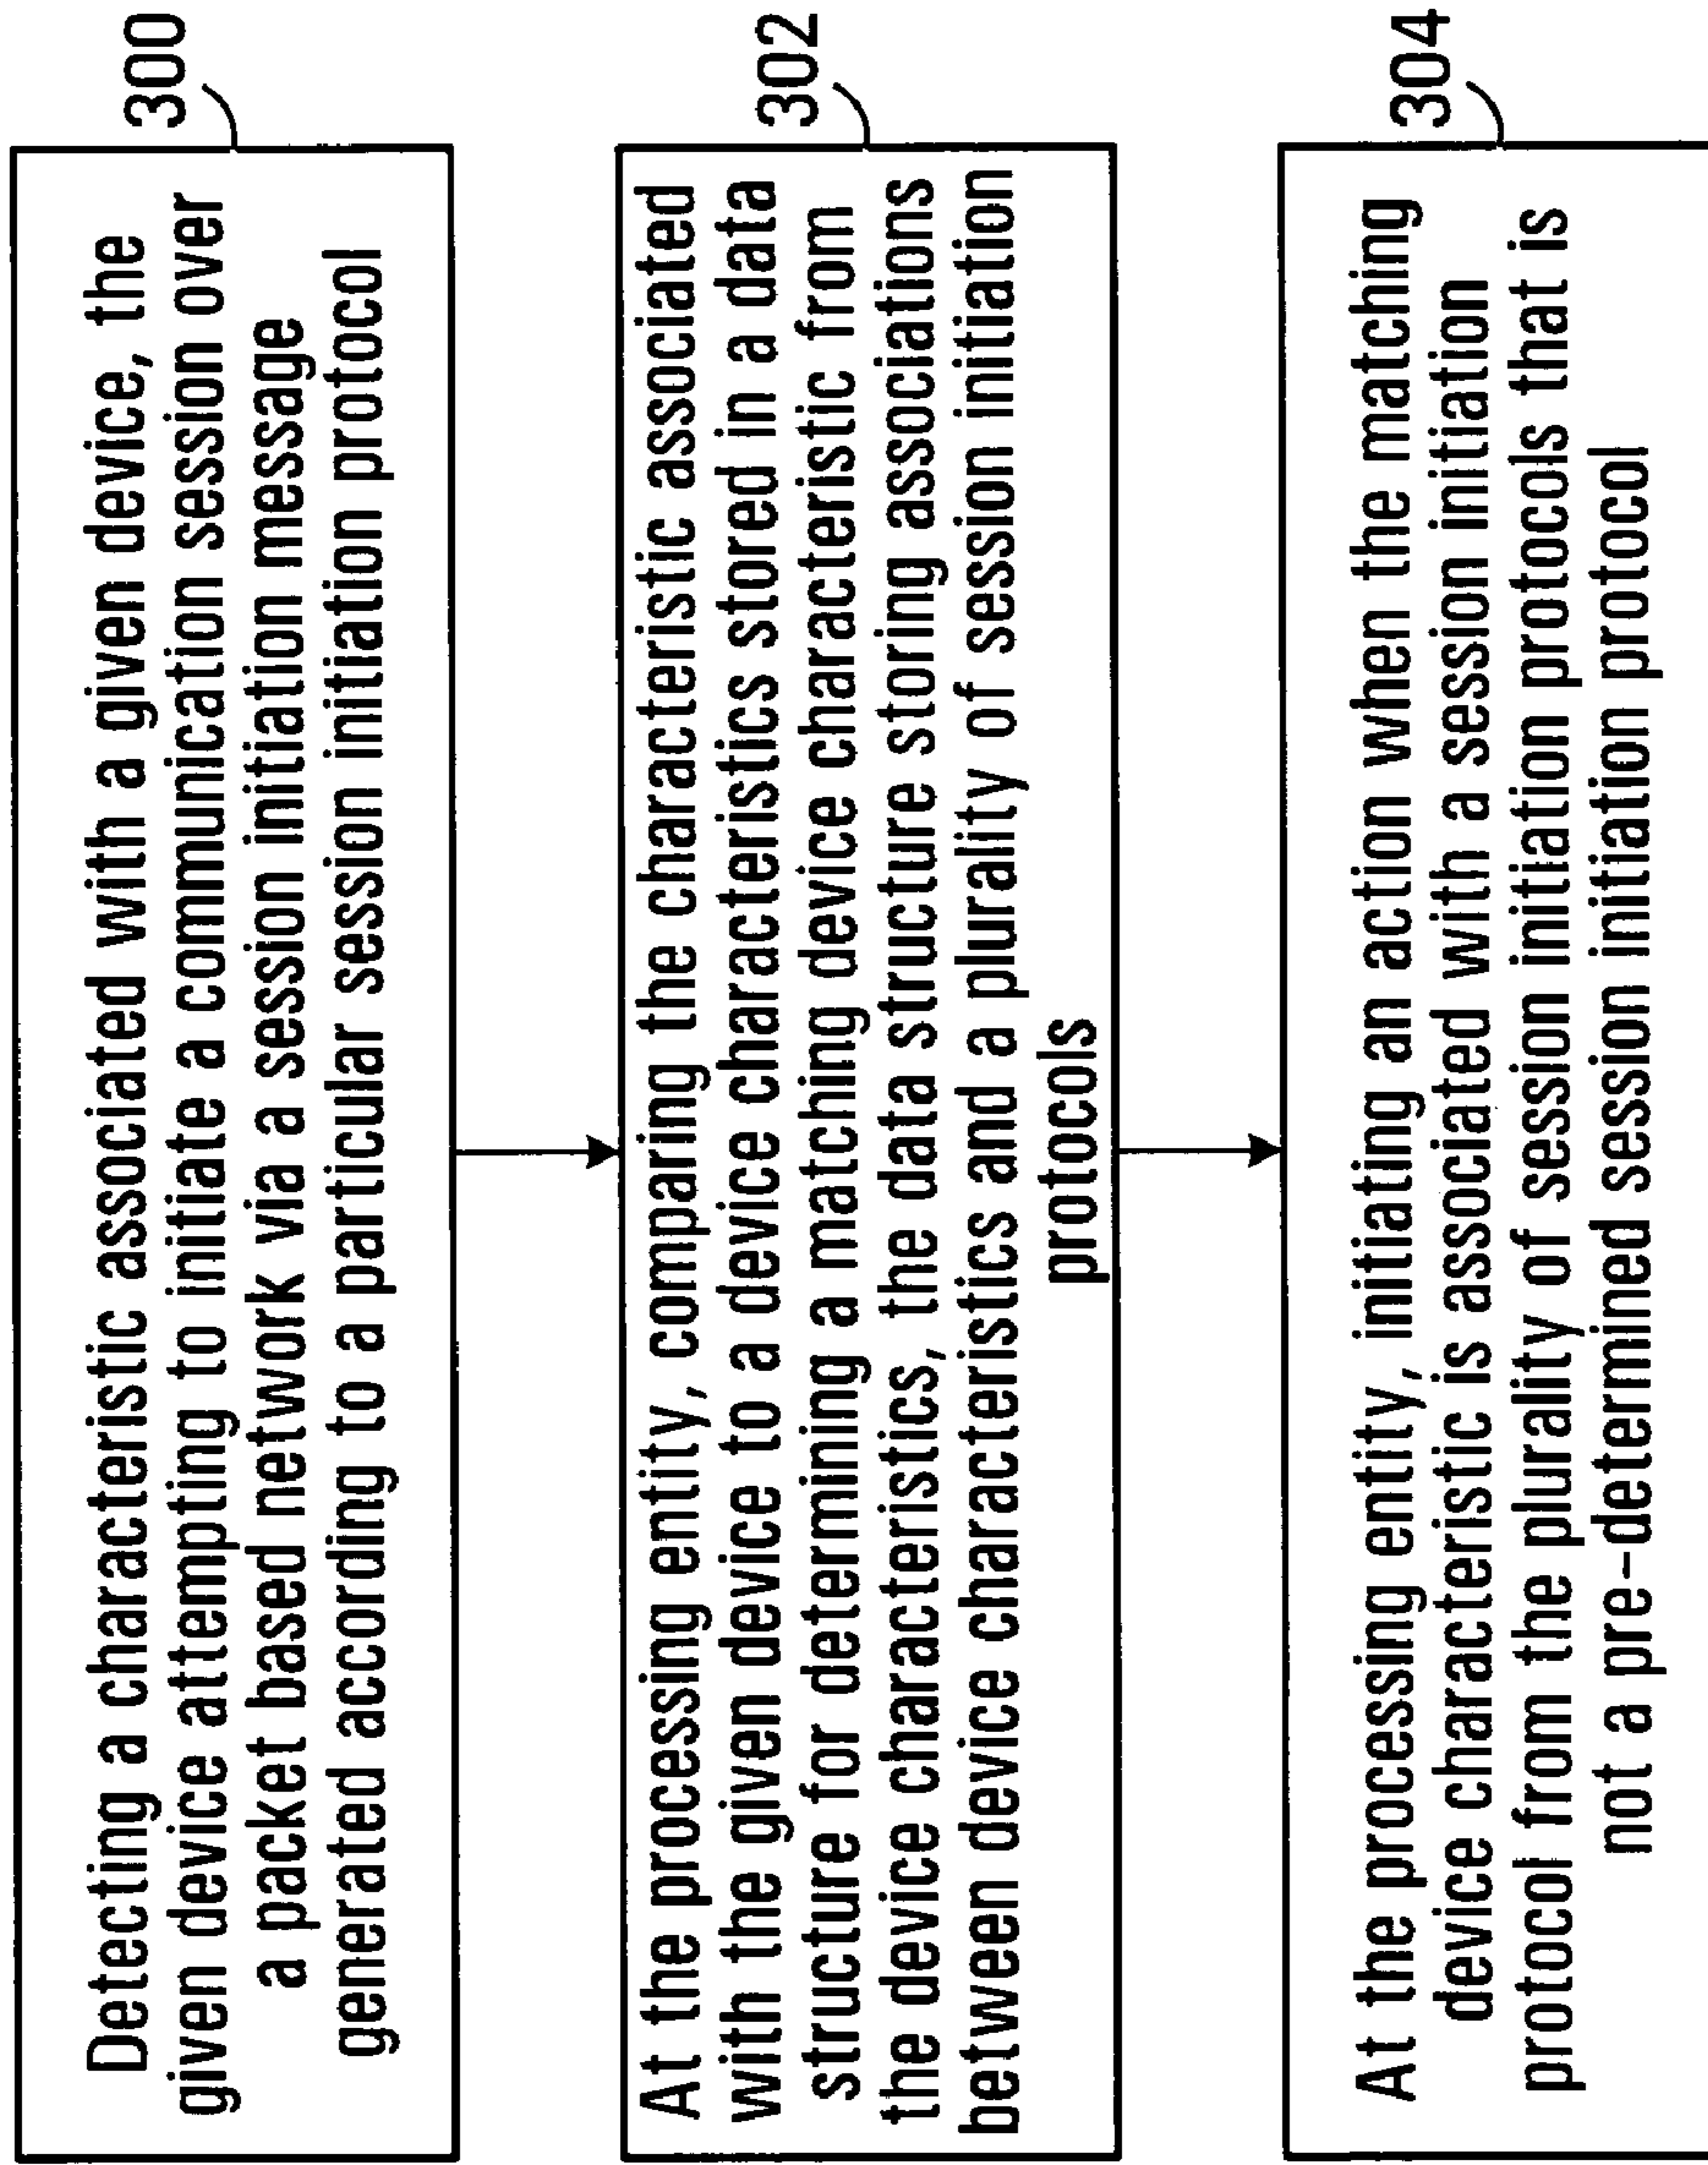 Detecting a characteristic associated with a given device, the
given device attempting to initiate a communication session over
a packet based network via a session initiation message
generated according to a particular session initiation protocol
300
At the processing entity, comparing the characteristic associated
with the given device to a device characteristics stored in a data
structure for determining a matching device characteristic from
the device characteristics, the data structure storing associations
between device characteristics and a plurality of session initiation
protocols
302
At the processing entity, initiating an action when the matching
device characteristic is associated with a session initiation
protocol from the plurality of session initiation protocols that is
not a pre-determined session initiation protocol
304